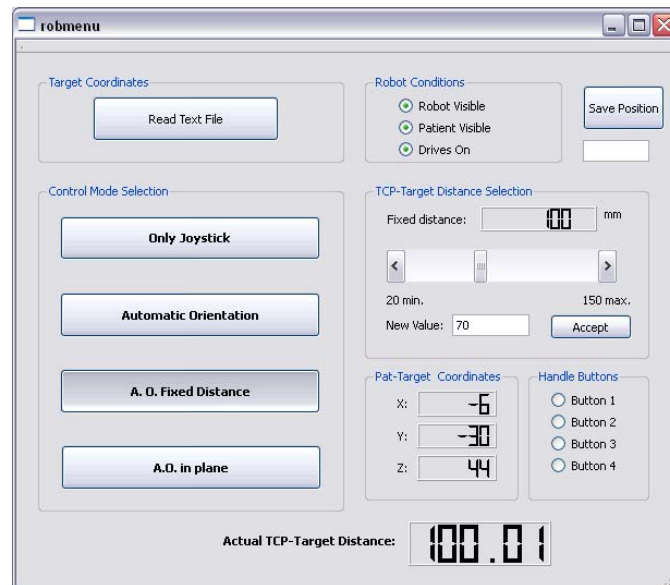 robmenu
Target Coordinates
Read Text File
Robot Conditions
Robot Visible
Patient Visible
Drives On
Save Position
Control Mode Selection
Only Joystick
Automatic Orientation
A. O. Fixed Distance
A.O. in plane
TCP-Target Distance Selection
Fixed distance: 100 mm
20 min. 150 max.
New Value: 70 Accept
Pat-Target Coordinates
X: -6
Y: -30
Z: 44
Handle Buttons
Button 1
Button 2
Button 3
Button 4
Actual TCP-Target Distance: 100.01